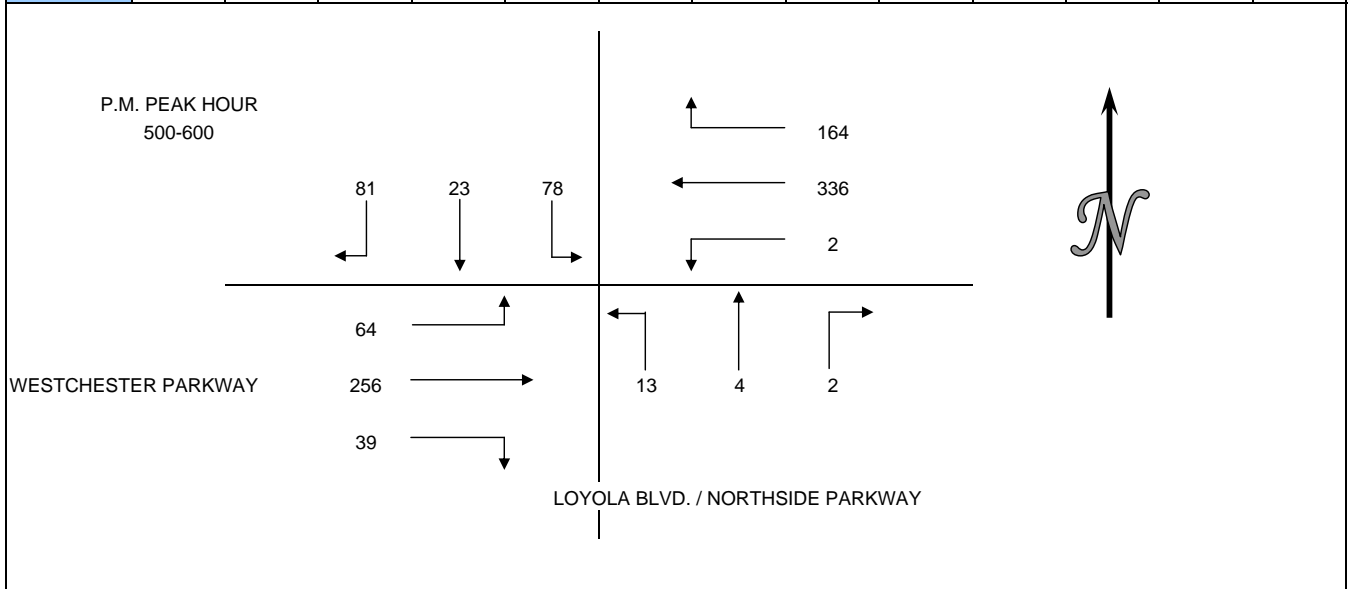 P.M. PEAK HOUR
500-600
164
81 23 78 336
2
64
N
WESTCHESTER PARKWAY 256 13 4 2
39
LOYOLA BLVD. / NORTHSIDE PARKWAY